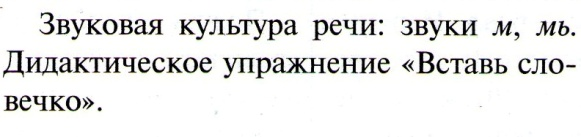 Звуковая культура речи: звуки м, мь.
Дидактическое упражнение «Вставь сло-
вечко».